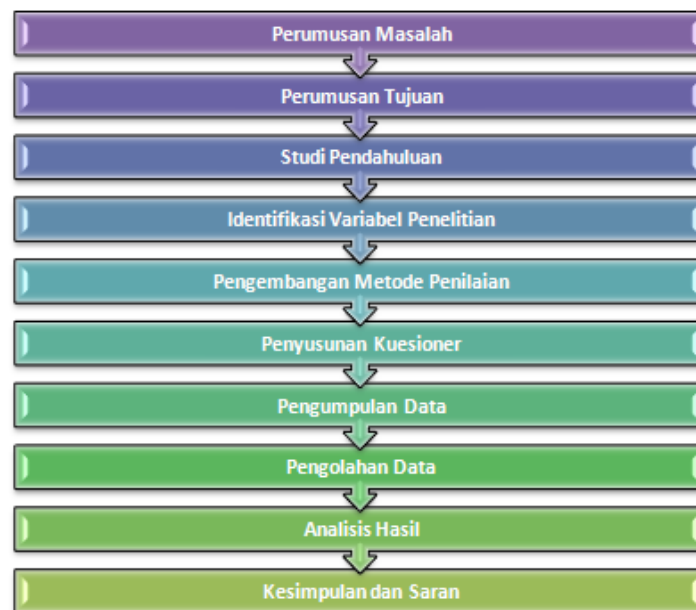 Perumusan Masalah
Perumusan Tujuan
Studi Pendahuluan
Identifikasi Variabel Penelitian
Pengembangan Metode Penilaian
Penyusunan Kuesioner
Pengumpulan Data
Pengolahan Data
Analisis Hasil
Kesimpulan dan Saran